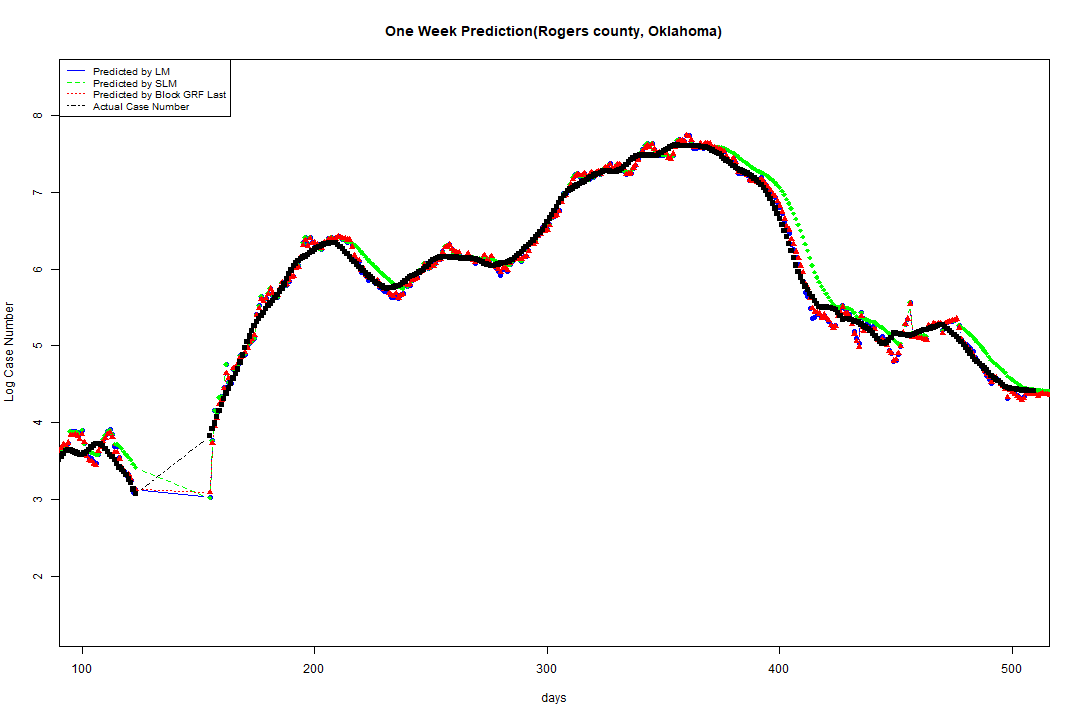 One Week Prediction(Rogers county, Oklahoma)
Predicted by LM
Predicted by SLM
Predicted by Block GRF Last
Actual Case Number
8
7
6
5
4
3
2
Log Case Number
100 200 300 400 500
days